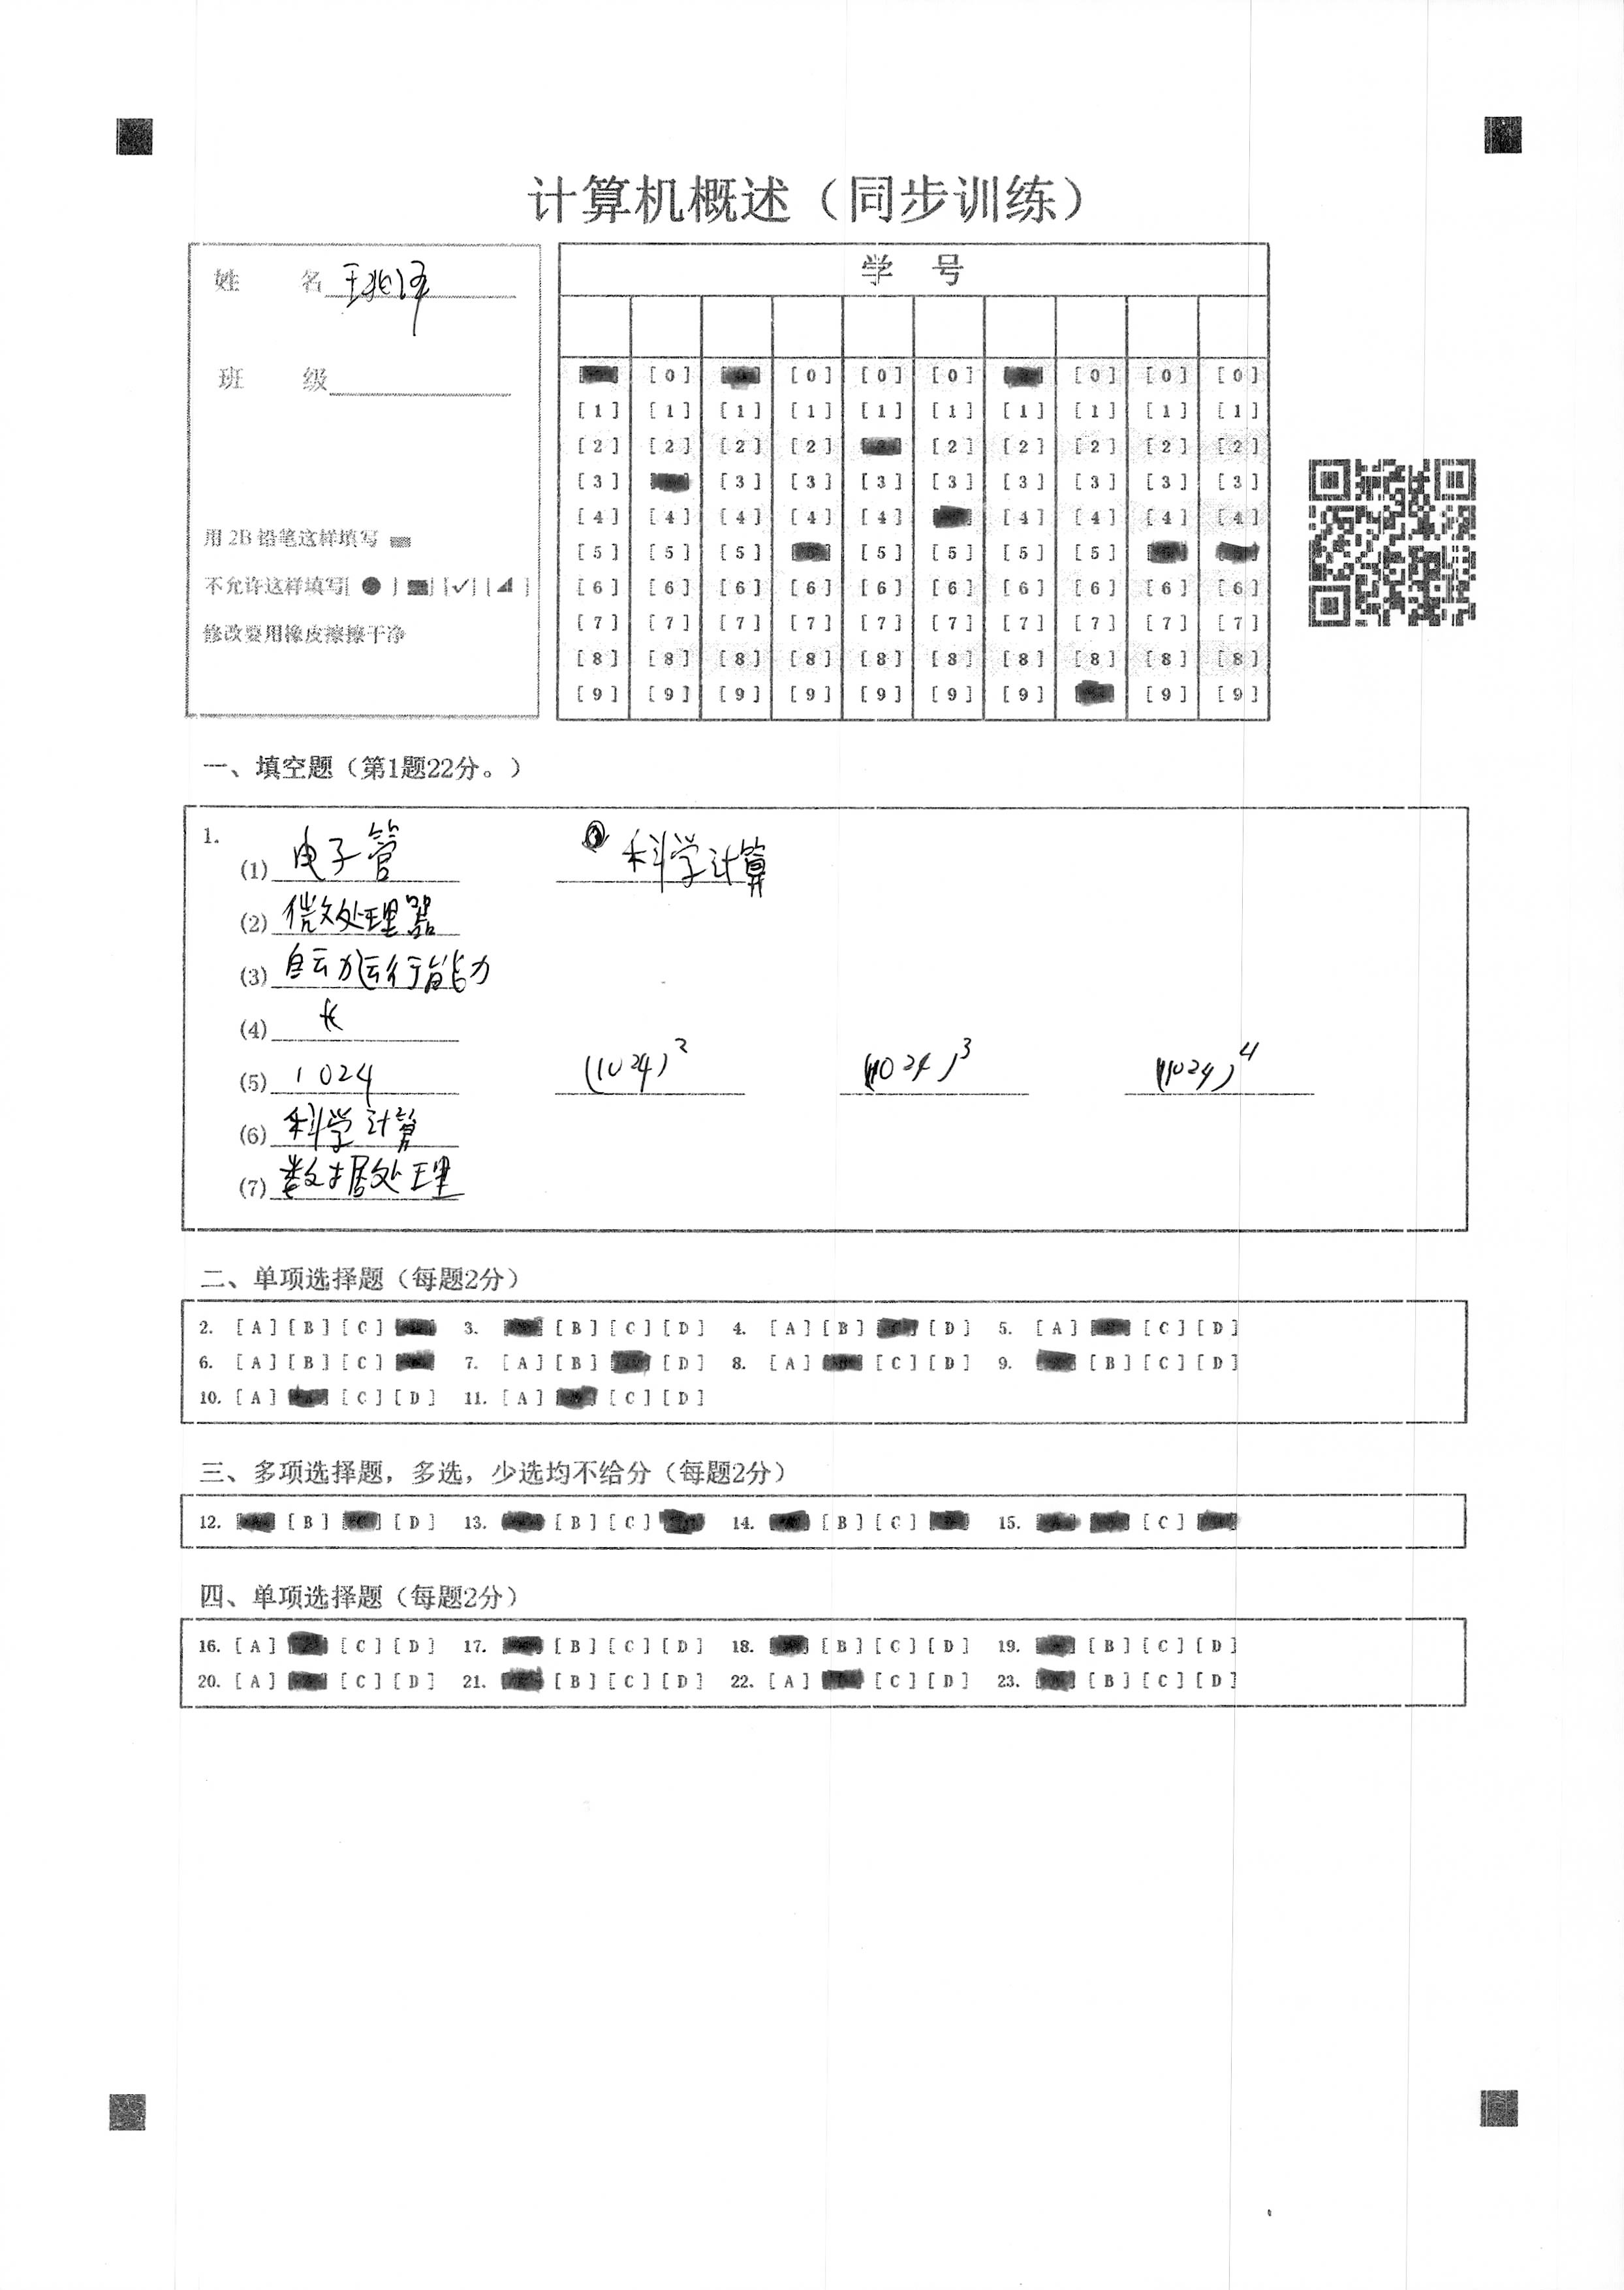 计算机概述（同步训练）
姓 名
班 级
用 2B 铅笔这样填写
不允许这样填写[ ● ] [ ] [✓] [ ]
修改要用橡皮擦擦干净
学 号
[0] [0] [0] [0] [0] [0] [0]
[1] [1] [1] [1] [1] [1] [1] [1] [1] [1]
[2] [2] [2] [2] [2] [2] [2] [2] [2]
[3] [3] [3] [3] [3] [3] [3] [3] [3]
[4] [4] [4] [4] [4] [4] [4] [4] [4]
[5] [5] [5] [5] [5] [5] [5]
[6] [6] [6] [6] [6] [6] [6] [6] [6] [6]
[7] [7] [7] [7] [7] [7] [7] [7] [7] [7]
[8] [8] [8] [8] [8] [8] [8] [8] [8] [8]
[9] [9] [9] [9] [9] [9] [9] [9] [9]
一、填空题（第1题22分。）
1.
(1) 电子管 科学计算
(2) 微处理器
(3) 自动运行能力
(4) 长
(5) 1024 (1024)² (1024)³ (1024)⁴
(6) 科学计算
(7) 数据处理
二、单项选择题（每题2分）
2. [A] [B] [C] 3. [B] [C] [D] 4. [A] [B] [D] 5. [A] [C] [D]
6. [A] [B] [C] 7. [A] [B] [D] 8. [A] [C] [D] 9. [B] [C] [D]
10. [A] [C] [D] 11. [A] [C] [D]
三、多项选择题，多选，少选均不给分（每题2分）
12. [B] [D] 13. [B] [C] 14. [B] [C] 15. [C]
四、单项选择题（每题2分）
16. [A] [C] [D] 17. [B] [C] [D] 18. [B] [C] [D] 19. [B] [C] [D]
20. [A] [C] [D] 21. [B] [C] [D] 22. [A] [C] [D] 23. [B] [C] [D]